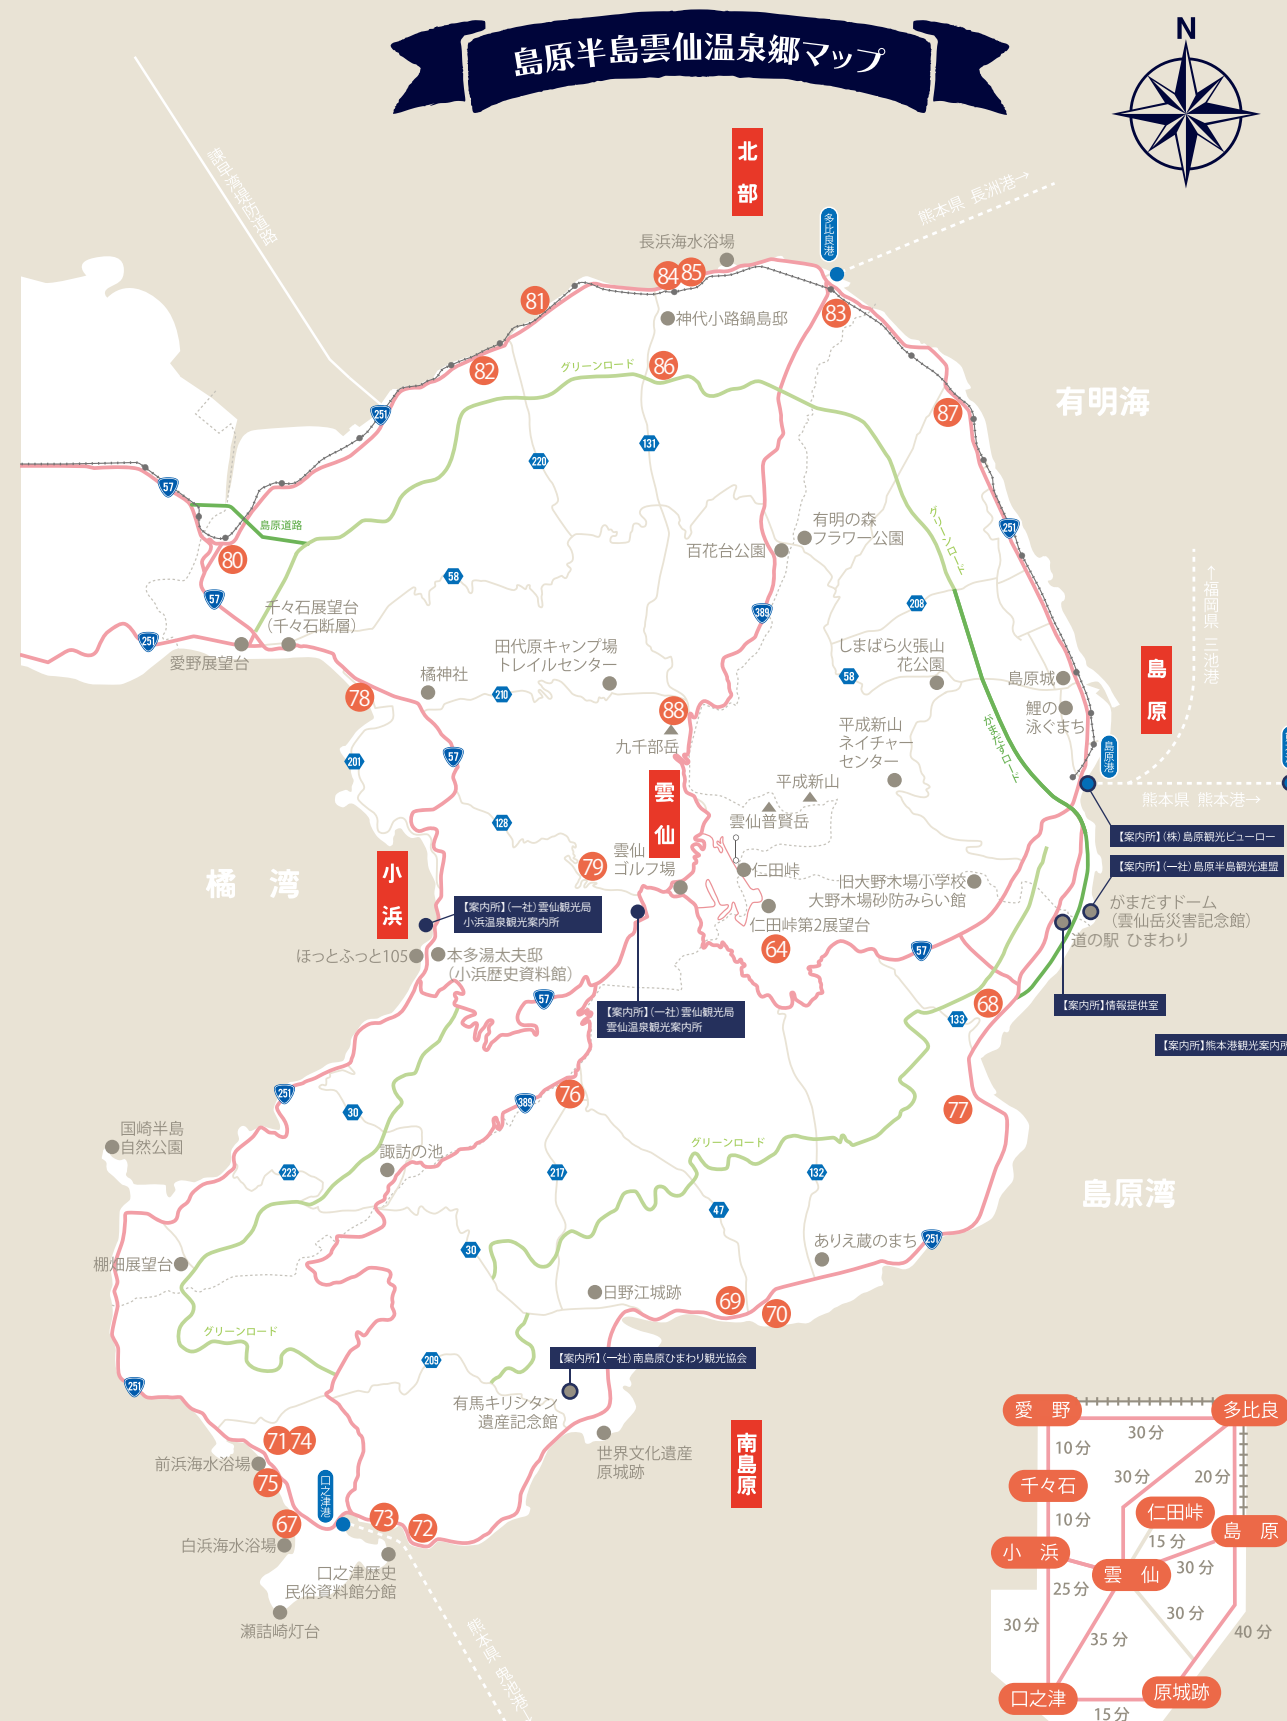 島原半島雲仙温泉郷マップ
N
北部
諫早湾堤防道路
熊本県 長洲港→
多比良港
長浜海水浴場
84
85
81
83
神代小路鍋島邸
82
グリーンロード
86
87
有明海
251
131
220
57
島原道路
有明の森
フラワー公園
百花台公園
グリーンロード
251
80
58
57
千々石展望台
(千々石断層)
389
208
←福岡県 三池港
251
愛野展望台
田代原キャンプ場
トレイルセンター
しまばら火張山
花公園
58
島原
島原城
橘神社
210
78
88
鯉の
泳ぐまち
九千部岳
平成新山
ネイチャー
センター
がまだすロード
島原港
201
57
雲仙
平成新山
熊本県 熊本港→
雲仙普賢岳
128
【案内所】(株)島原観光ビューロー
小浜
79
雲仙
ゴルフ場
仁田峠
【案内所】(一社)島原半島観光連盟
橘湾
旧大野木場小学校
大野木場砂防みらい館
がまだすドーム
(雲仙岳災害記念館)
【案内所】(一社)雲仙観光局
小浜温泉観光案内所
仁田峠第2展望台
道の駅 ひまわり
64
57
ほっとふっと105
本多湯太夫邸
(小浜歴史資料館)
57
【案内所】(一社)雲仙観光局
雲仙温泉観光案内所
68
【案内所】情報提供室
133
【案内所】熊本港観光案内所
251
30
389
76
77
国崎半島
自然公園
諏訪の池
グリーンロード
223
217
132
島原湾
47
30
ありえ蔵のまち
251
棚畑展望台
日野江城跡
69
70
グリーンロード
209
【案内所】(一社)南島原ひまわり観光協会
251
有馬キリシタン
遺産記念館
南島原
71
74
世界文化遺産
原城跡
前浜海水浴場
75
口之津港
67
73
72
白浜海水浴場
口之津歴史
民俗資料館分館
瀬詰崎灯台
熊本県 鬼池港→
愛野
多比良
30分
10分
30分
20分
千々石
仁田峠
10分
島原
15分
小浜
雲仙
30分
25分
30分
30分
35分
40分
口之津
原城跡
15分